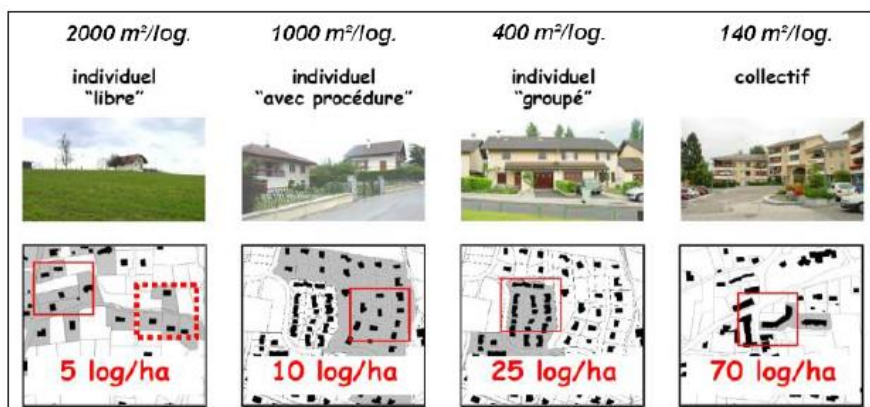 2000 m²/log. 1000 m²/log. 400 m²/log. 140 m²/log.
individuel individuel individuel collectif
"libre" "avec procédure" "groupé"
5 log/ha 10 log/ha 25 log/ha 70 log/ha